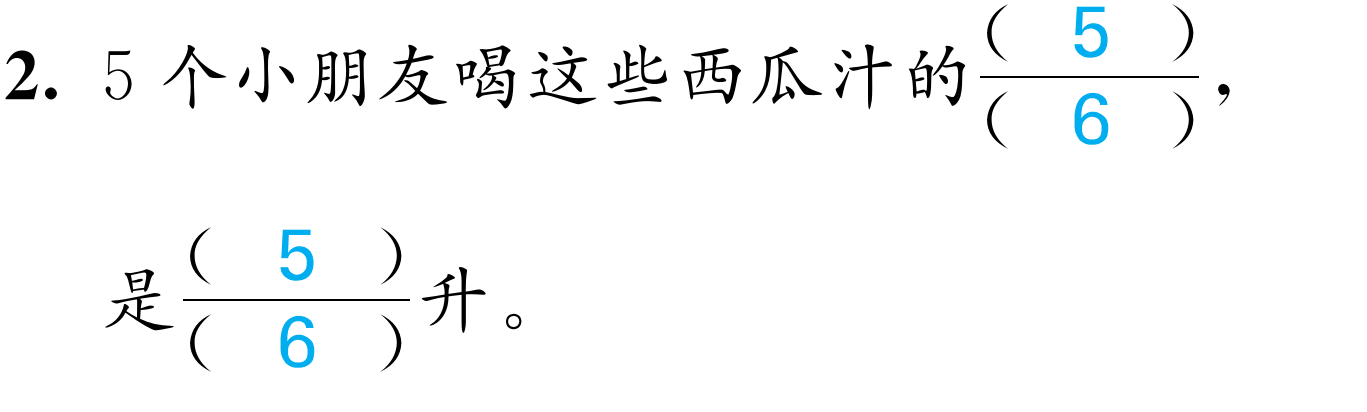 2. 5 个小朋友喝这些西瓜汁的( 5 )/( 6 )，
是( 5 )/( 6 )升。